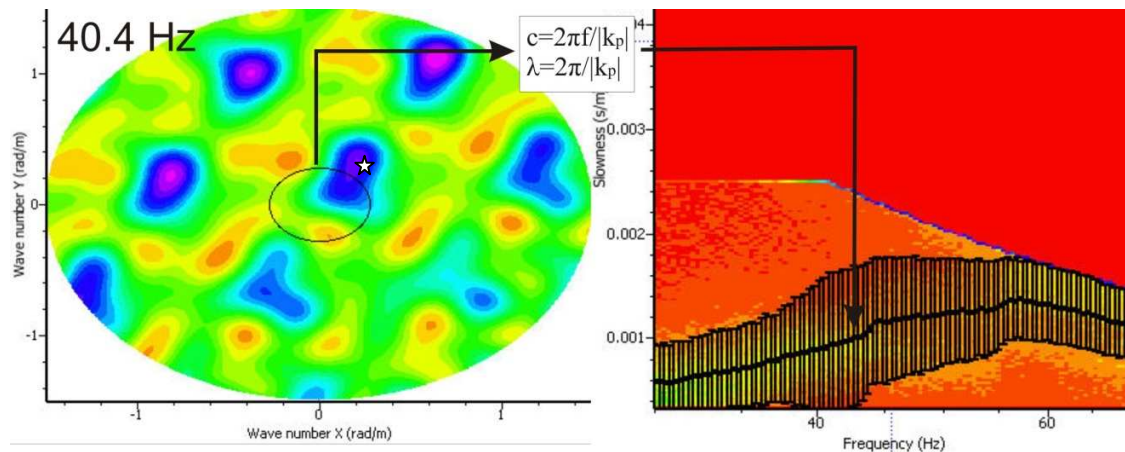 40.4 Hz
Wave number Y (rad/m)
1
0
-1
-1
0
1
Wave number X (rad/m)
c=2πf/|kₚ|
λ=2π/|kₚ|
Slowness (s/m)
0.003
0.002
0.001
40
60
Frequency (Hz)